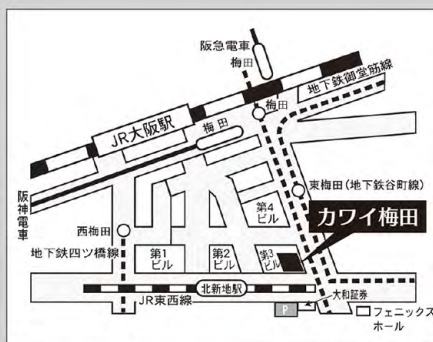 阪急電車
梅田
地下鉄御堂筋線
梅田
JR大阪駅
梅田
阪神電車
東梅田(地下鉄谷町線)
第4
ビル
カワイ梅田
西梅田
地下鉄四ツ橋線
第1
ビル
第2
ビル
第3
ビル
北新地駅
JR東西線
大和証券
P
フェニックス
ホール